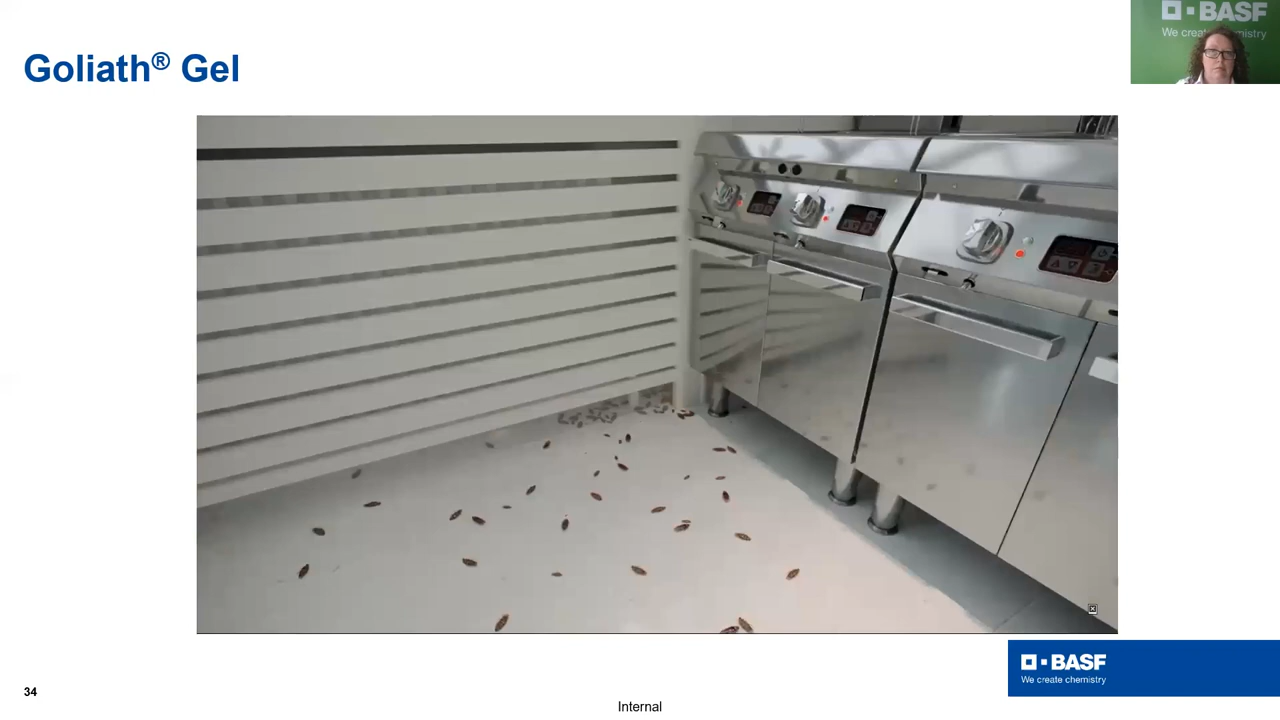 Goliath® Gel
BASF
We create chemistry
BASF
We create chemistry
34
Internal